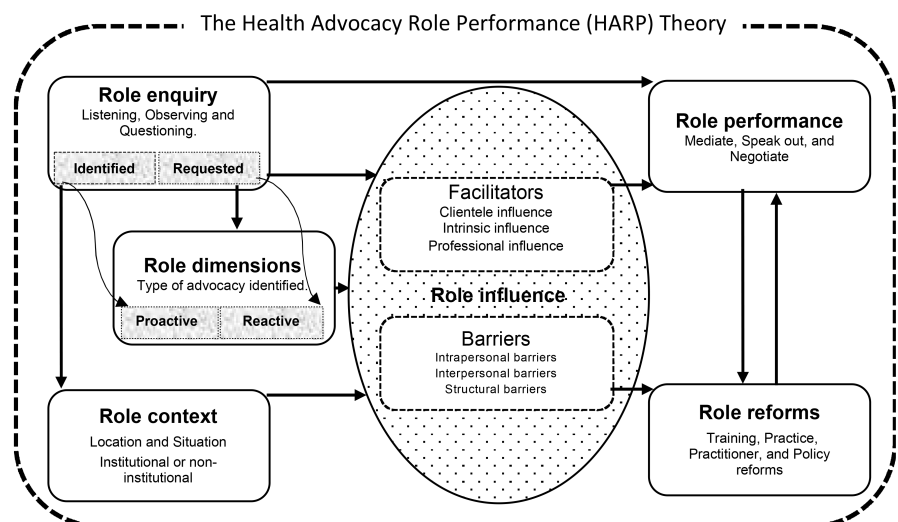 The Health Advocacy Role Performance (HARP) Theory
Role enquiry
Listening, Observing and
Questioning.
Identified
Requested
Role dimensions
Type of advocacy identified.
Proactive
Reactive
Role context
Location and Situation
Institutional or non-
institutional
Facilitators
Clientele influence
Intrinsic influence
Professional influence
Role influence
Barriers
Intrapersonal barriers
Interpersonal barriers
Structural barriers
Role performance
Mediate, Speak out, and
Negotiate
Role reforms
Training, Practice,
Practitioner, and Policy
reforms